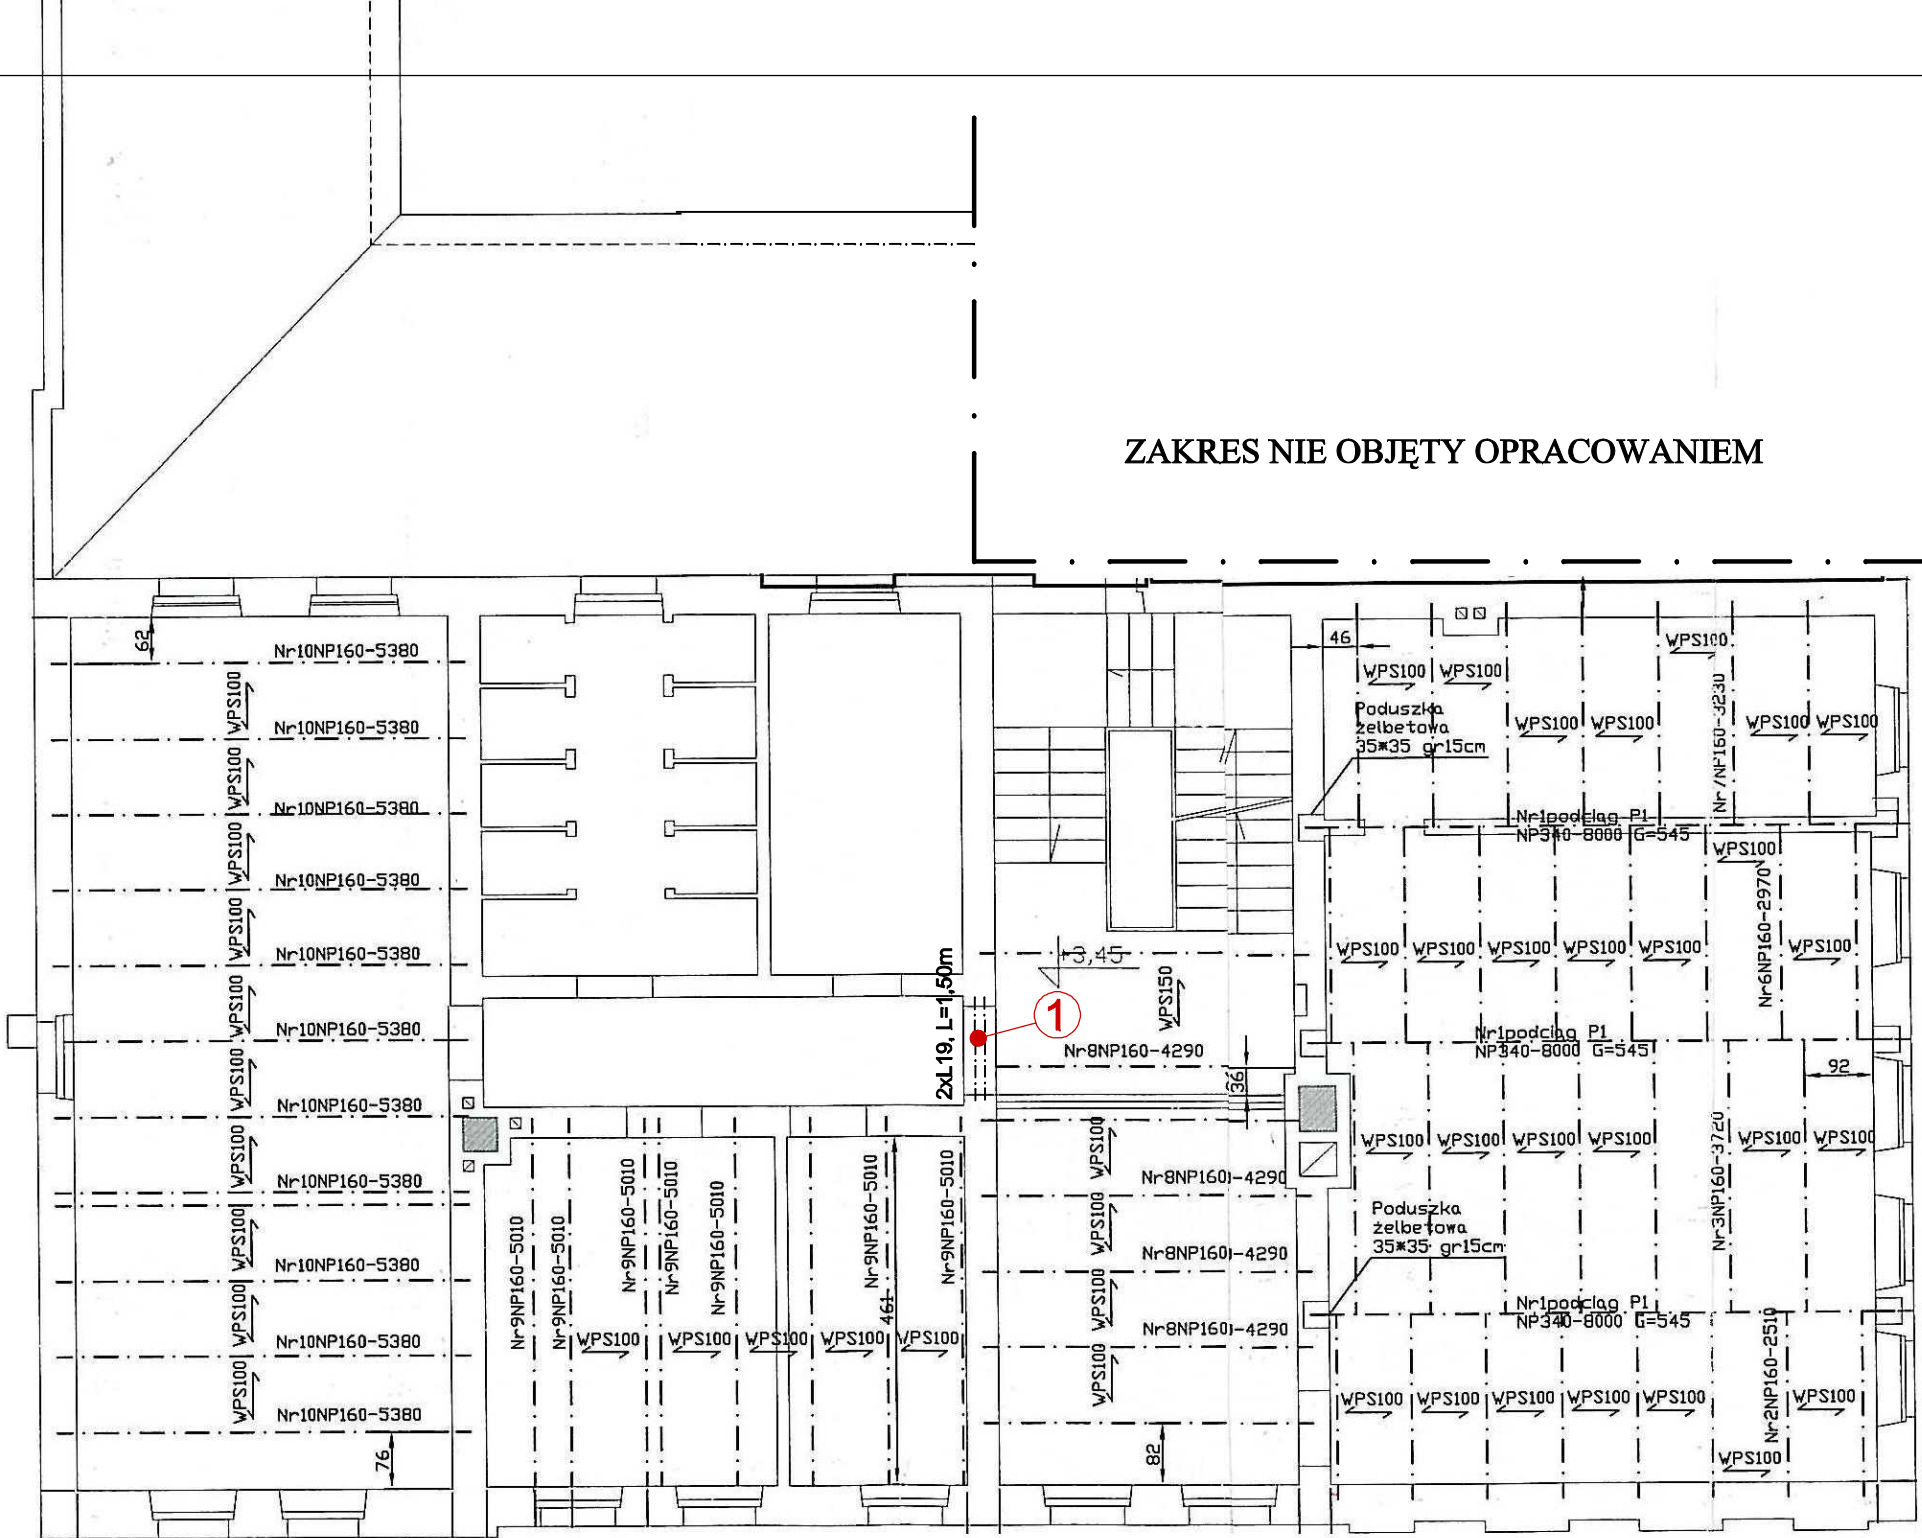 ZAKRES NIE OBJĘTY OPRACOWANIEM
62
Nr10NP160-5380
WPS100
Nr10NP160-5380
WPS100
Nr10NP160-5380
WPS100
Nr10NP160-5380
WPS100
Nr10NP160-5380
WPS100
Nr10NP160-5380
WPS100
Nr10NP160-5380
WPS100
Nr10NP160-5380
WPS100
Nr10NP160-5380
WPS100
Nr10NP160-5380
WPS100
Nr10NP160-5380
76
2xL19, L=1,50m
1
Nr9NP160-5010
Nr9NP160-5010
Nr9NP160-5010
Nr9NP160-5010
Nr9NP160-5010
Nr9NP160-5010
Nr9NP160-5010
461
WPS100
WPS100
WPS100
WPS100
WPS100
+3,45
WPS150
Nr8NP160-4290
36
WPS100
Nr8NP160-4290
WPS100
Nr8NP160-4290
WPS100
Nr8NP160-4290
WPS100
82
46
WPS100
WPS100
WPS100
Poduszka
żelbetowa
35*35 gr15cm
WPS100
WPS100
Nr7NP160-3230
WPS100
WPS100
Nr1podciąg P1
NP340-8000 G=545
WPS100
Nr6NP160-2970
WPS100
WPS100
WPS100
WPS100
WPS100
WPS100
Nr1podciąg P1
NP340-8000 G=545
92
WPS100
WPS100
WPS100
WPS100
Nr3NP160-3720
WPS100
WPS100
Poduszka
żelbetowa
35*35 gr15cm
Nr1podciąg P1
NP340-8000 G=545
Nr2NP160-2510
WPS100
WPS100
WPS100
WPS100
WPS100
WPS100
WPS100